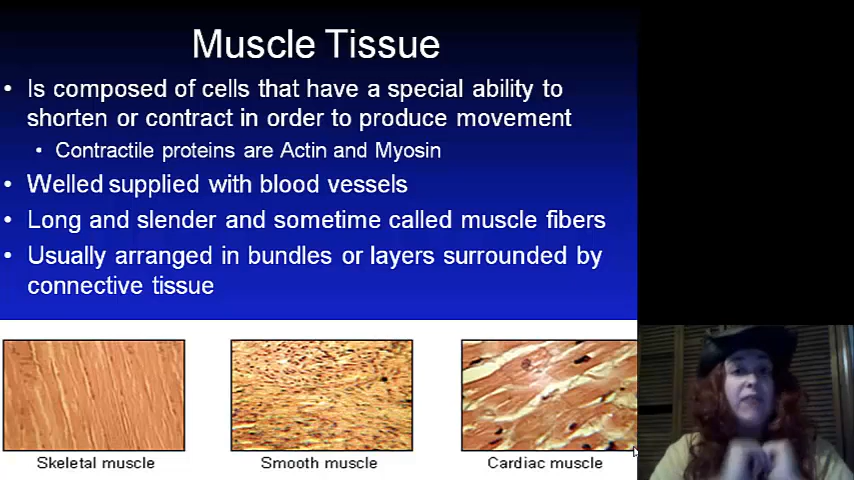 Muscle Tissue
• Is composed of cells that have a special ability to
shorten or contract in order to produce movement
• Contractile proteins are Actin and Myosin
• Welled supplied with blood vessels
• Long and slender and sometime called muscle fibers
• Usually arranged in bundles or layers surrounded by
connective tissue
Skeletal muscle
Smooth muscle
Cardiac muscle